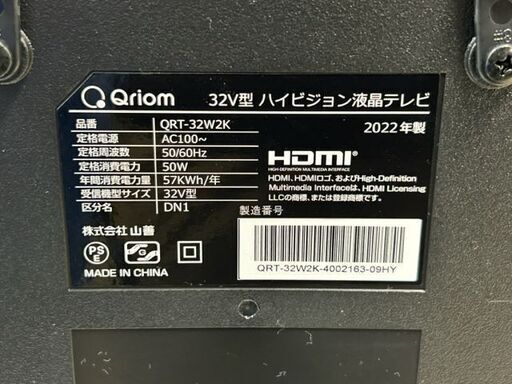 Qriom 32V型 ハイビジョン液晶テレビ
品番 QRT-32W2K 2022年製
定格電源 AC100~
定格周波数 50/60Hz
定格消費電力 50W
年間消費電力量 57KWh/年
受信機型サイズ 32V型
区分名 DN1
HDMI
HIGH-DEFINITION MULTIMEDIA INTERFACE
HDMI、HDMIロゴ、およびHigh-Definition
Multimedia Interfaceは、HDMI Licensing
LLCの商標、または登録商標です。
製造番号
株式会社 山善
PS
E
MADE IN CHINA
QRT-32W2K-4002163-09HY